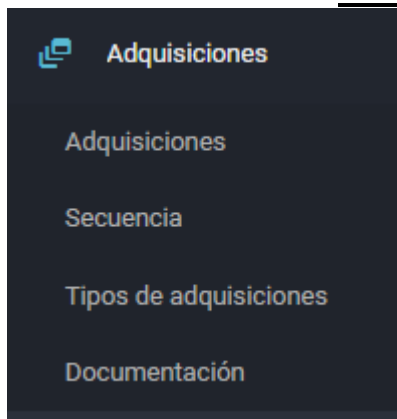 Adquisiciones
Adquisiciones
Secuencia
Tipos de adquisiciones
Documentación